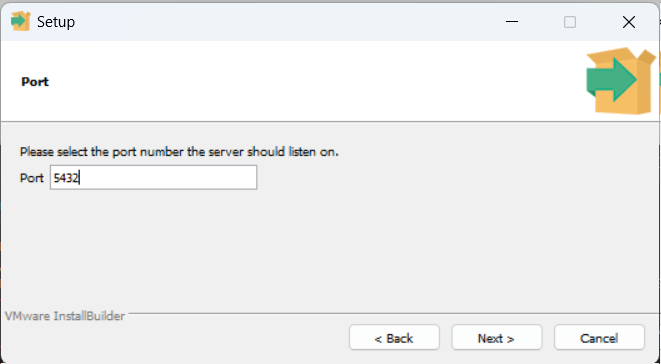 Setup
Port
Please select the port number the server should listen on.
Port 5432
VMware InstallBuilder
< Back Next > Cancel